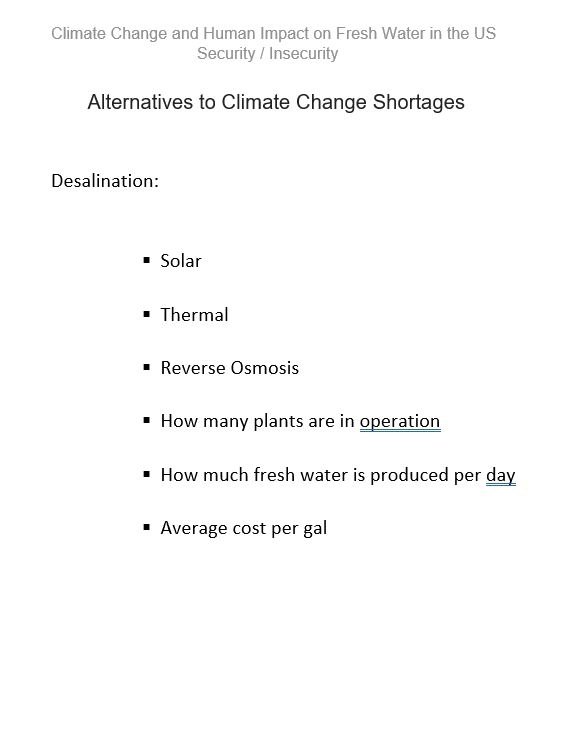 Climate Change and Human Impact on Fresh Water in the US
Security / Insecurity
Alternatives to Climate Change Shortages
Desalination:
▪ Solar
▪ Thermal
▪ Reverse Osmosis
▪ How many plants are in operation
▪ How much fresh water is produced per day
▪ Average cost per gal